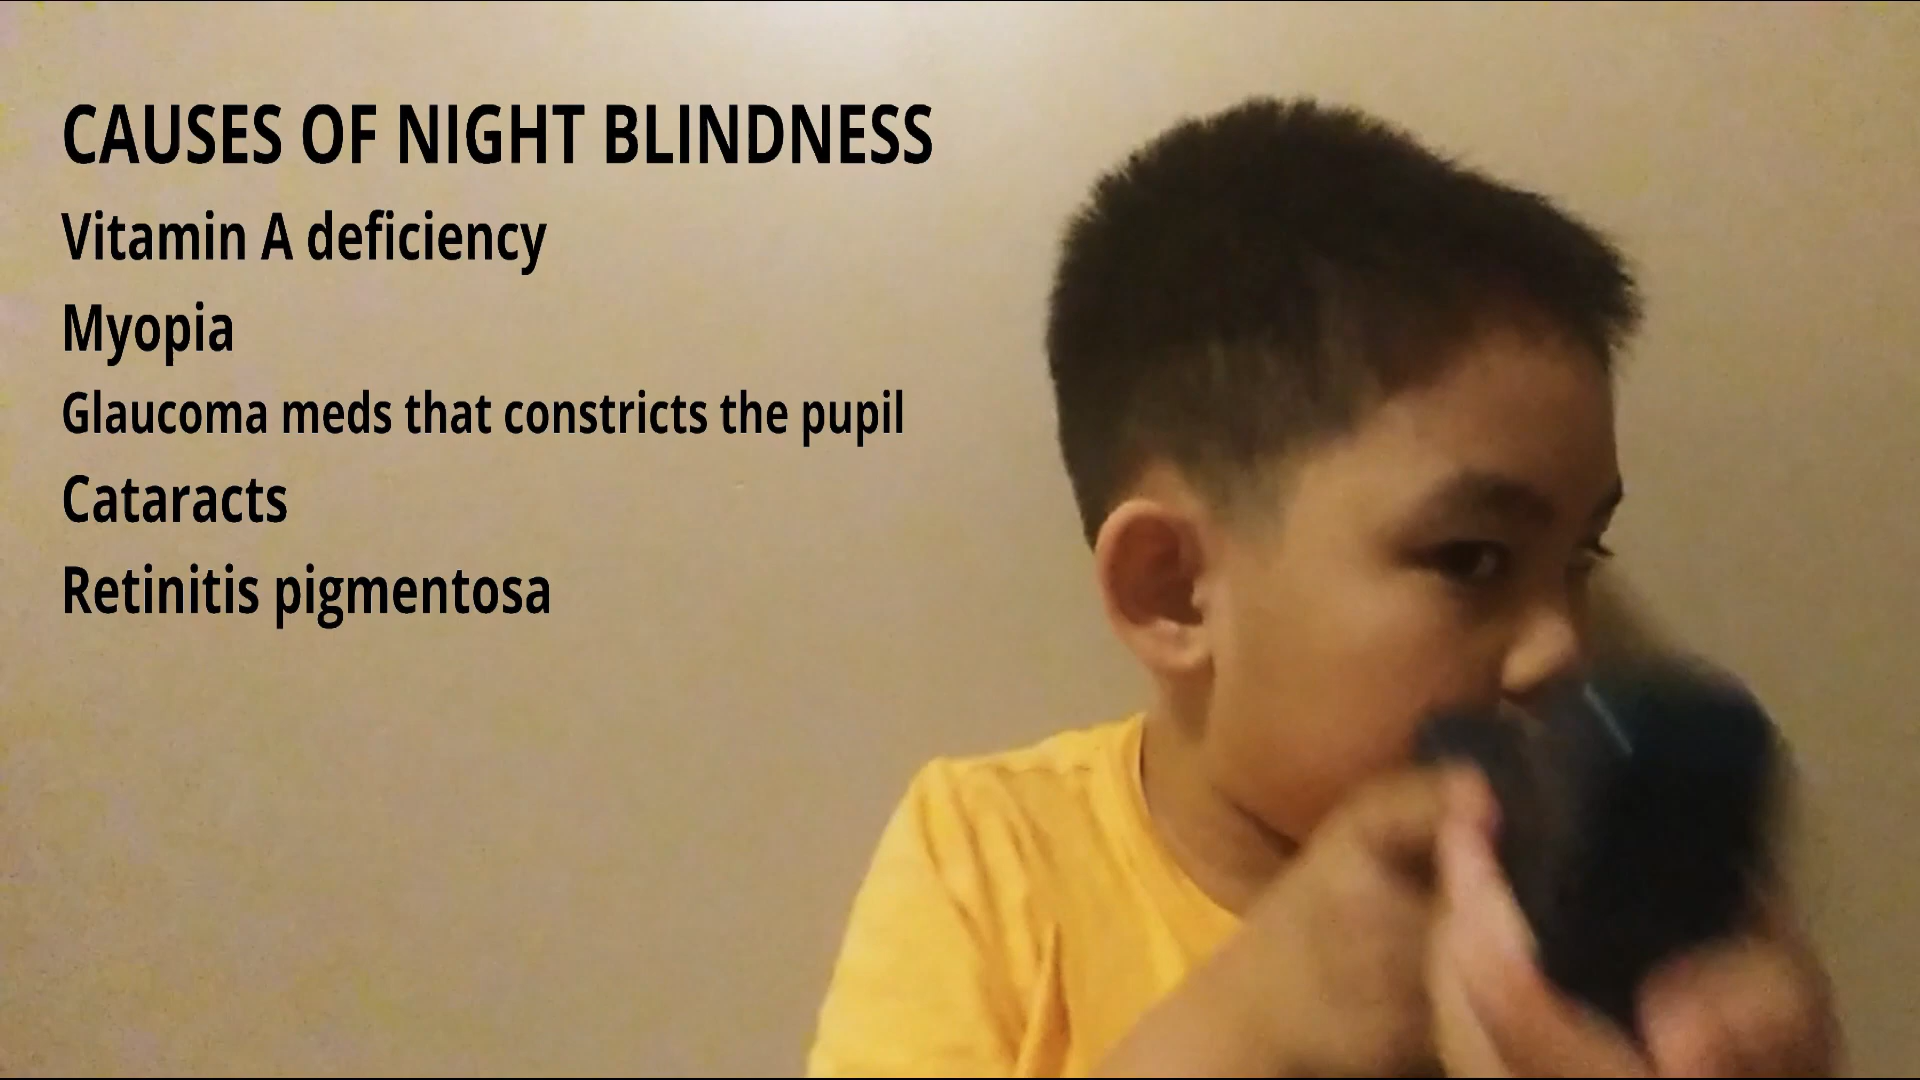 CAUSES OF NIGHT BLINDNESS
Vitamin A deficiency
Myopia
Glaucoma meds that constricts the pupil
Cataracts
Retinitis pigmentosa